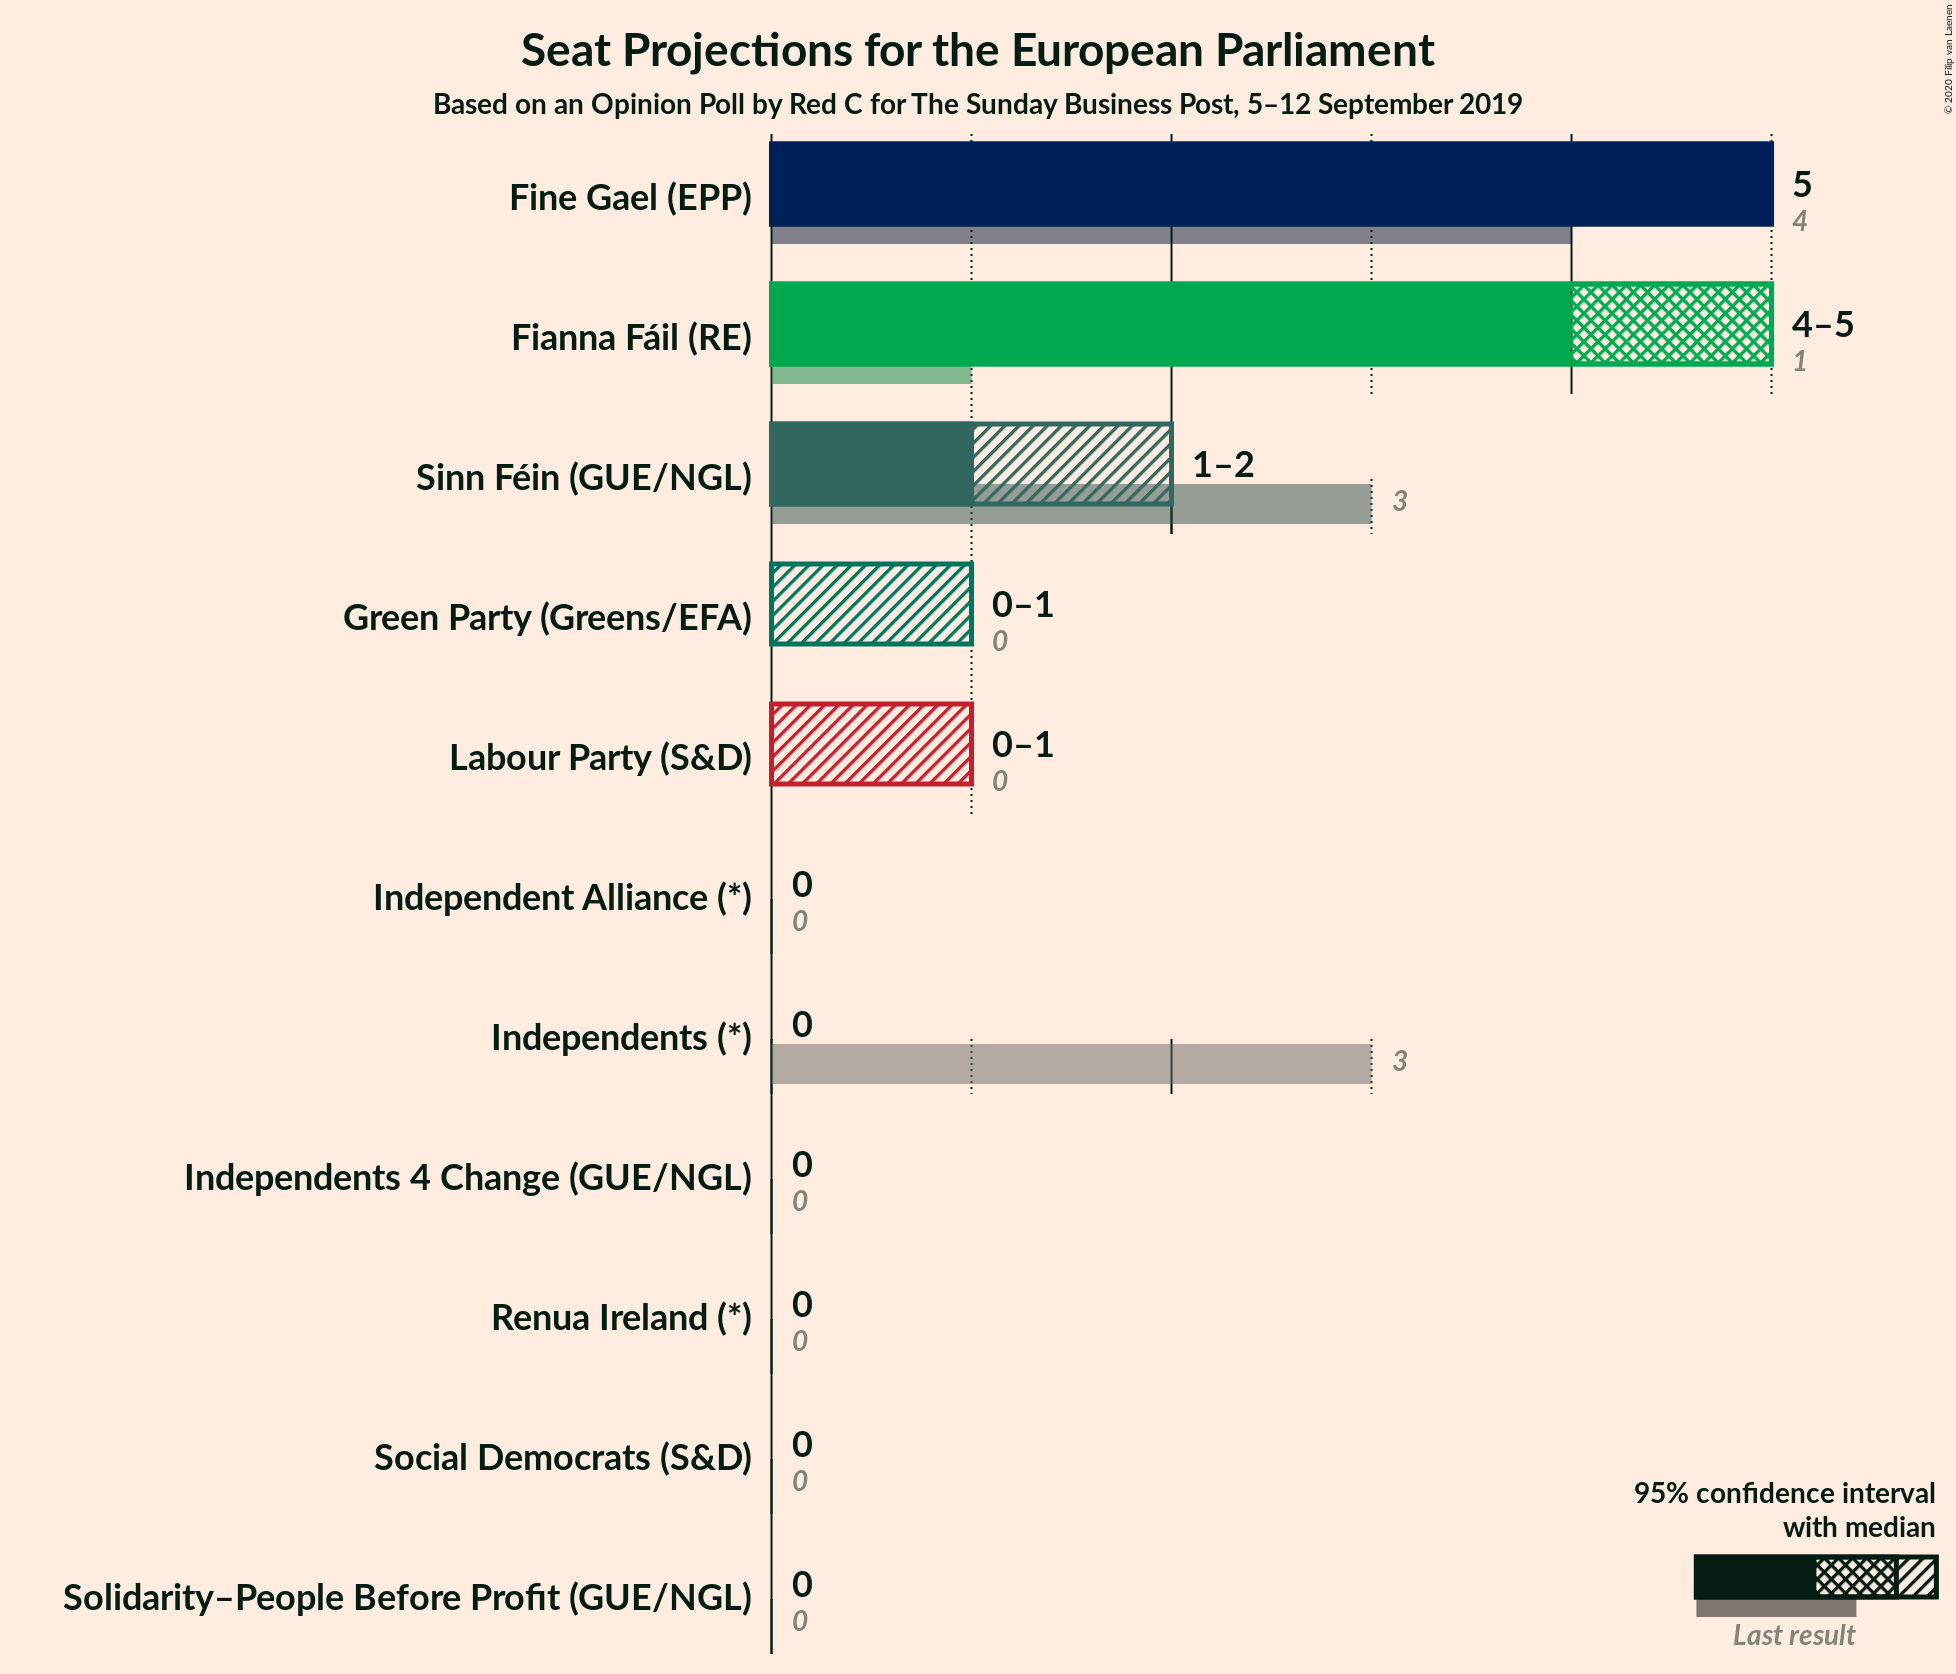 Seat Projections for the European Parliament
Based on an Opinion Poll by Red C for The Sunday Business Post, 5–12 September 2019
© 2020 Filip van Laenen
Fine Gael (EPP)
5
4
Fianna Fáil (RE)
4–5
1
Sinn Féin (GUE/NGL)
1–2
3
Green Party (Greens/EFA)
0–1
0
Labour Party (S&D)
0–1
0
Independent Alliance (*)
0
0
Independents (*)
0
3
Independents 4 Change (GUE/NGL)
0
0
Renua Ireland (*)
0
0
Social Democrats (S&D)
0
0
Solidarity–People Before Profit (GUE/NGL)
0
0
95% confidence interval
with median
Last result